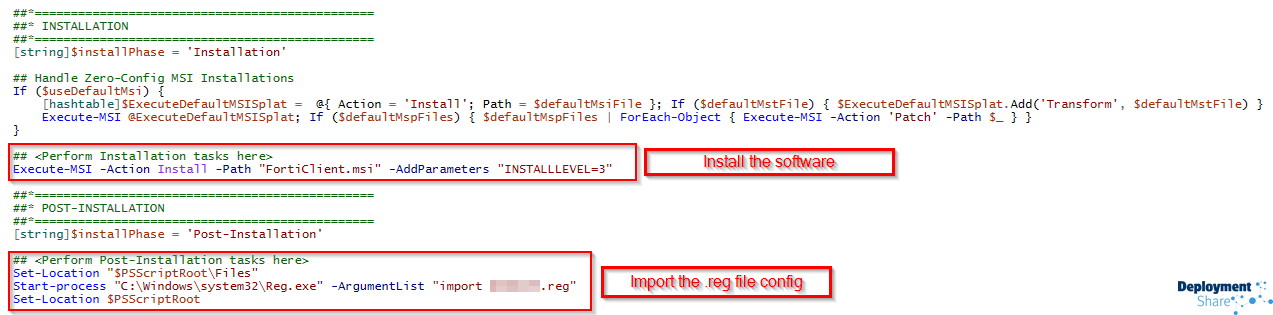 ##*===============================================
##* INSTALLATION
##*===============================================
[string]$installPhase = 'Installation'
## Handle Zero-Config MSI Installations
If ($useDefaultMsi) {
[hashtable]$ExecuteDefaultMSISplat =  @{ Action = 'Install'; Path = $defaultMsiFile }; If ($defaultMstFile) { $ExecuteDefaultMSISplat.Add('Transform', $defaultMstFile) }
Execute-MSI @ExecuteDefaultMSISplat; If ($defaultMspFiles) { $defaultMspFiles | ForEach-Object { Execute-MSI -Action 'Patch' -Path $_ } }
}
## <Perform Installation tasks here>
Execute-MSI -Action Install -Path "FortiClient.msi" -AddParameters "INSTALLLEVEL=3"
Install the software
##*===============================================
##* POST-INSTALLATION
##*===============================================
[string]$installPhase = 'Post-Installation'
## <Perform Post-Installation tasks here>
Set-Location "$PSScriptRoot\Files"
Start-process "C:\Windows\system32\Reg.exe" -ArgumentList "import .reg"
Set-Location $PSScriptRoot
Import the .reg file config
Deployment
Share